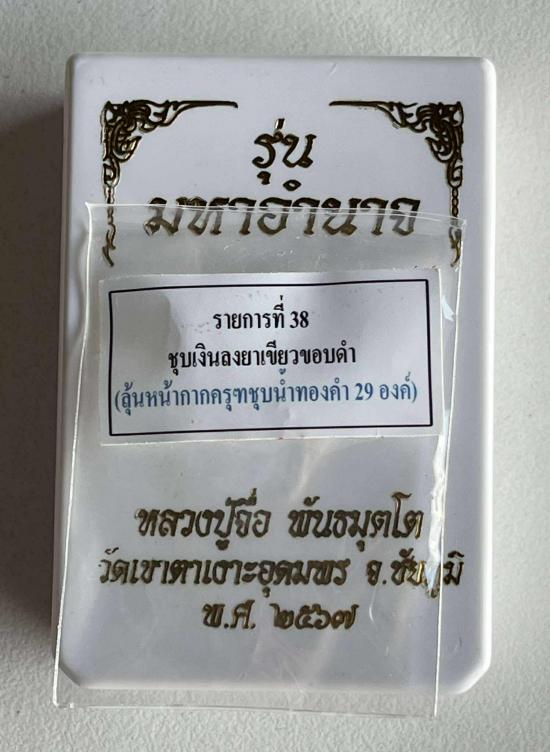 รุ่น
มหาอำนาจ
รายการที่ 38
ชุบเงินลงยาเขียวขอบดำ
(ลุ้นหน้ากากครุฑชุบน้ำทองคำ 29 องค์)
หลวงปู่จื่อ พันธมุตโต
วัดเขาตาเงาะอุดมพร จ.ชัยภูมิ
พ.ศ. ๒๕๖๗